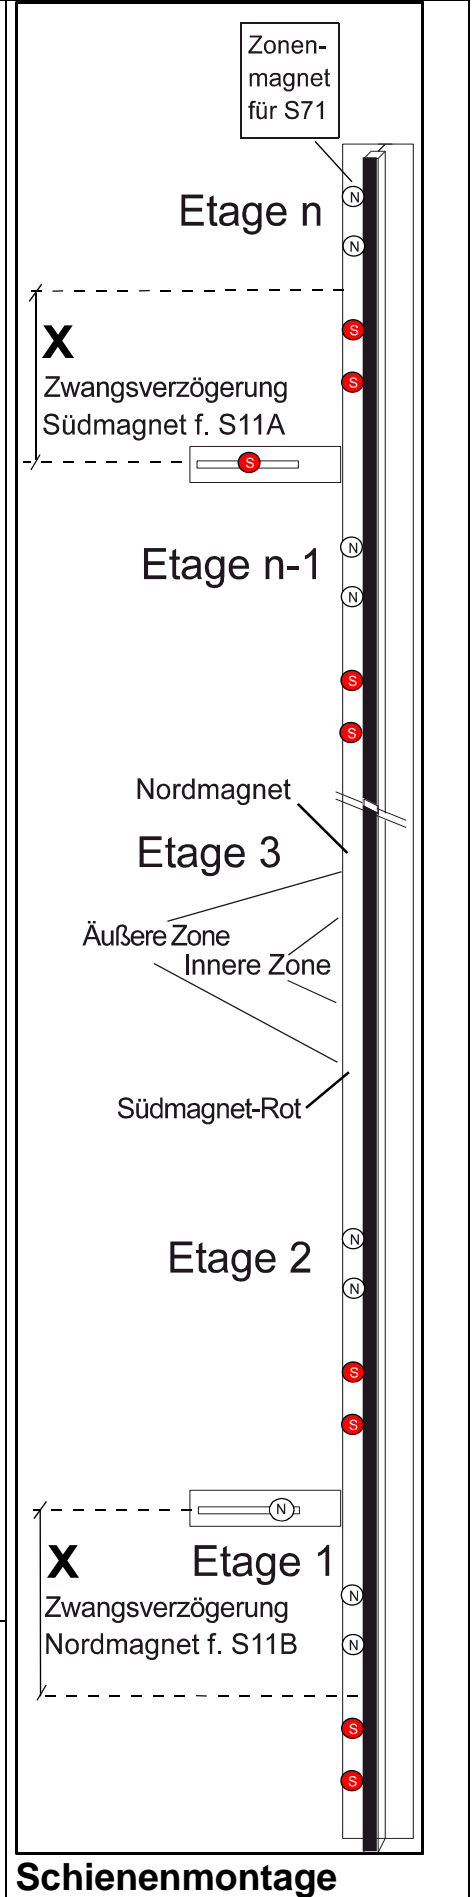 Zonen-
magnet
für S71
N
Etage n
N
S
X
Zwangsverzögerung
S
Südmagnet f. S11A
S
N
Etage n-1
N
S
S
Nordmagnet
Etage 3
Äußere Zone
Innere Zone
Südmagnet-Rot
N
Etage 2
N
S
S
N
X
Etage 1
N
Zwangsverzögerung
Nordmagnet f. S11B
N
S
S
Schienenmontage